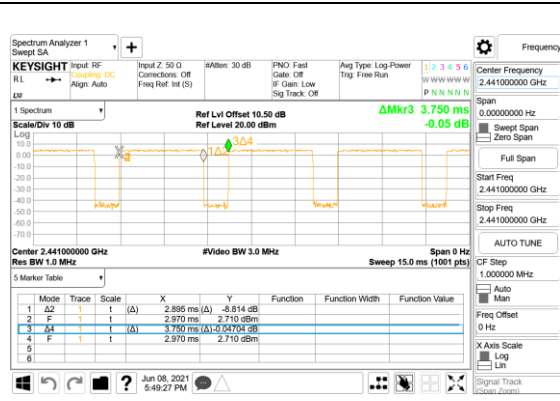 Spectrum Analyzer 1
Swept SA
Frequency
KEYSIGHT
RL
Input: RF
Coupling: DC
Align: Auto
Input Z: 50 Ω
Corrections: Off
Freq Ref: Int (S)
#Atten: 30 dB
PNO: Fast
Gate: Off
IF Gain: Low
Sig Track: Off
Avg Type: Log-Power
Trig: Free Run
1 2 3 4 5 6
W W W W W W
P N N N N N
1 Spectrum
Scale/Div 10 dB
Ref Lvl Offset 10.50 dB
Ref Level 20.00 dBm
ΔMkr3 3.750 ms
-0.05 dB
Log
10.0
0.00
-10.0
-20.0
-30.0
-40.0
-50.0
-60.0
-70.0
1Δ2
3Δ4
Center 2.441000000 GHz
Res BW 1.0 MHz
#Video BW 3.0 MHz
Span 0 Hz
Sweep 15.0 ms (1001 pts)
5 Marker Table
Mode Trace Scale X Y Function Function Width Function Value
1 Δ2 1 t (Δ) 2.895 ms (Δ) -8.814 dB
2 F 1 t 2.970 ms 2.710 dBm
3 Δ4 1 t (Δ) 3.750 ms (Δ) -0.04704 dB
4 F 1 t 2.970 ms 2.710 dBm
5
6
Jun 08, 2021
5:49:27 PM
Center Frequency
2.441000000 GHz
Span
0.00000000 Hz
Swept Span
Zero Span
Full Span
Start Freq
2.441000000 GHz
Stop Freq
2.441000000 GHz
AUTO TUNE
CF Step
1.000000 MHz
Auto
Man
Freq Offset
0 Hz
X Axis Scale
Log
Lin
Signal Track
(Span Zoom)